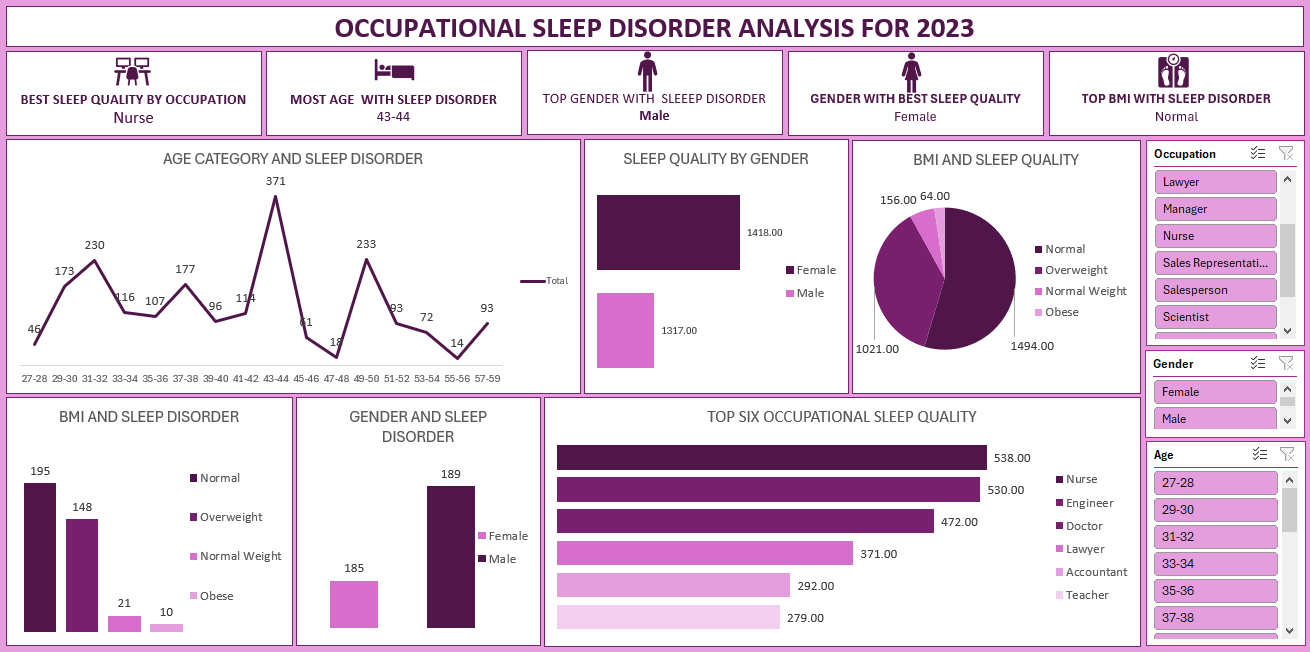 OCCUPATIONAL SLEEP DISORDER ANALYSIS FOR 2023
BEST SLEEP QUALITY BY OCCUPATION
Nurse
MOST AGE WITH SLEEP DISORDER
43-44
TOP GENDER WITH SLEEEP DISORDER
Male
GENDER WITH BEST SLEEP QUALITY
Female
TOP BMI WITH SLEEP DISORDER
Normal
AGE CATEGORY AND SLEEP DISORDER
46
173
230
116
107
177
96
114
371
61
18
233
93
72
14
93
Total
27-28 29-30 31-32 33-34 35-36 37-38 39-40 41-42 43-44 45-46 47-48 49-50 51-52 53-54 55-56 57-59
SLEEP QUALITY BY GENDER
1418.00
1317.00
Female
Male
BMI AND SLEEP QUALITY
156.00 64.00
1021.00
1494.00
Normal
Overweight
Normal Weight
Obese
Occupation
Lawyer
Manager
Nurse
Sales Representati...
Salesperson
Scientist
Gender
Female
Male
Age
27-28
29-30
31-32
33-34
35-36
37-38
BMI AND SLEEP DISORDER
195
148
21
10
Normal
Overweight
Normal Weight
Obese
GENDER AND SLEEP
DISORDER
185
189
Female
Male
TOP SIX OCCUPATIONAL SLEEP QUALITY
538.00
530.00
472.00
371.00
292.00
279.00
Nurse
Engineer
Doctor
Lawyer
Accountant
Teacher